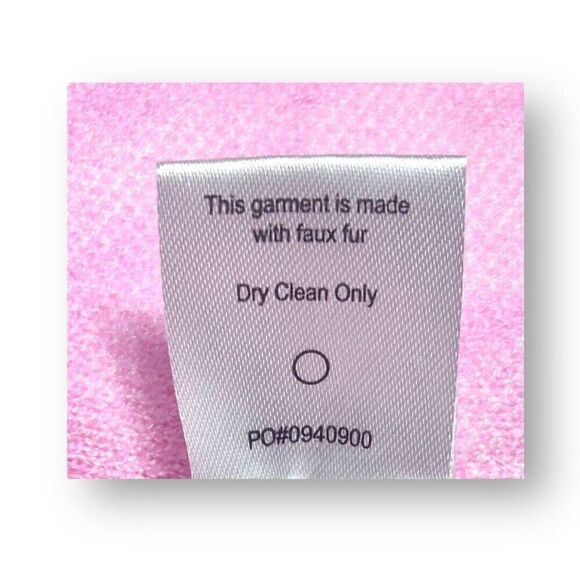 This garment is made
with faux fur
Dry Clean Only
PO#0940900